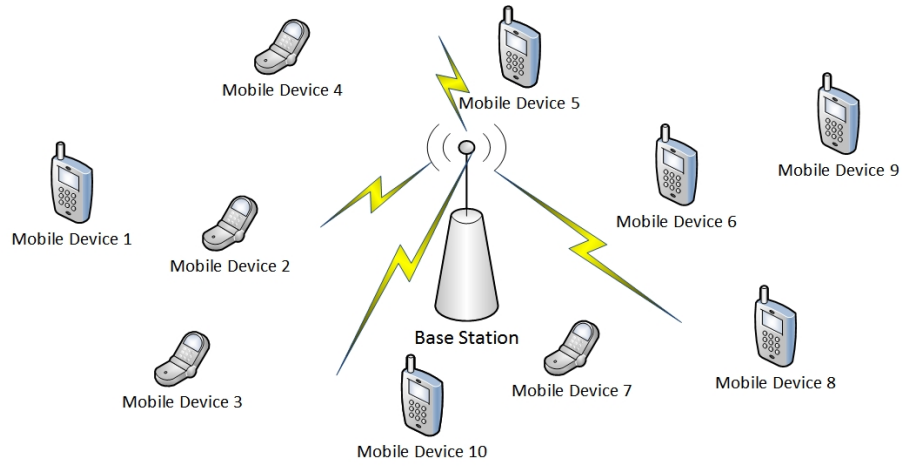 Mobile Device 4
Mobile Device 5
Mobile Device 9
Mobile Device 6
Mobile Device 1
Mobile Device 2
Base Station
Mobile Device 8
Mobile Device 7
Mobile Device 3
Mobile Device 10